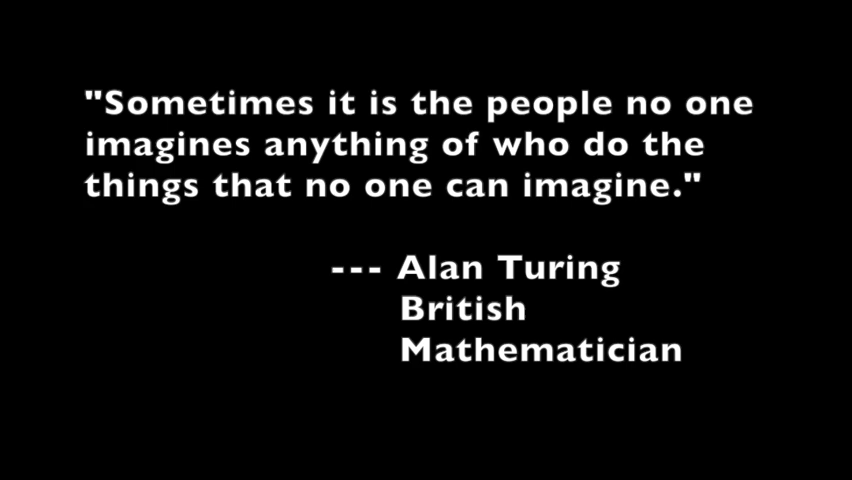 "Sometimes it is the people no one
imagines anything of who do the
things that no one can imagine."
--- Alan Turing
British
Mathematician